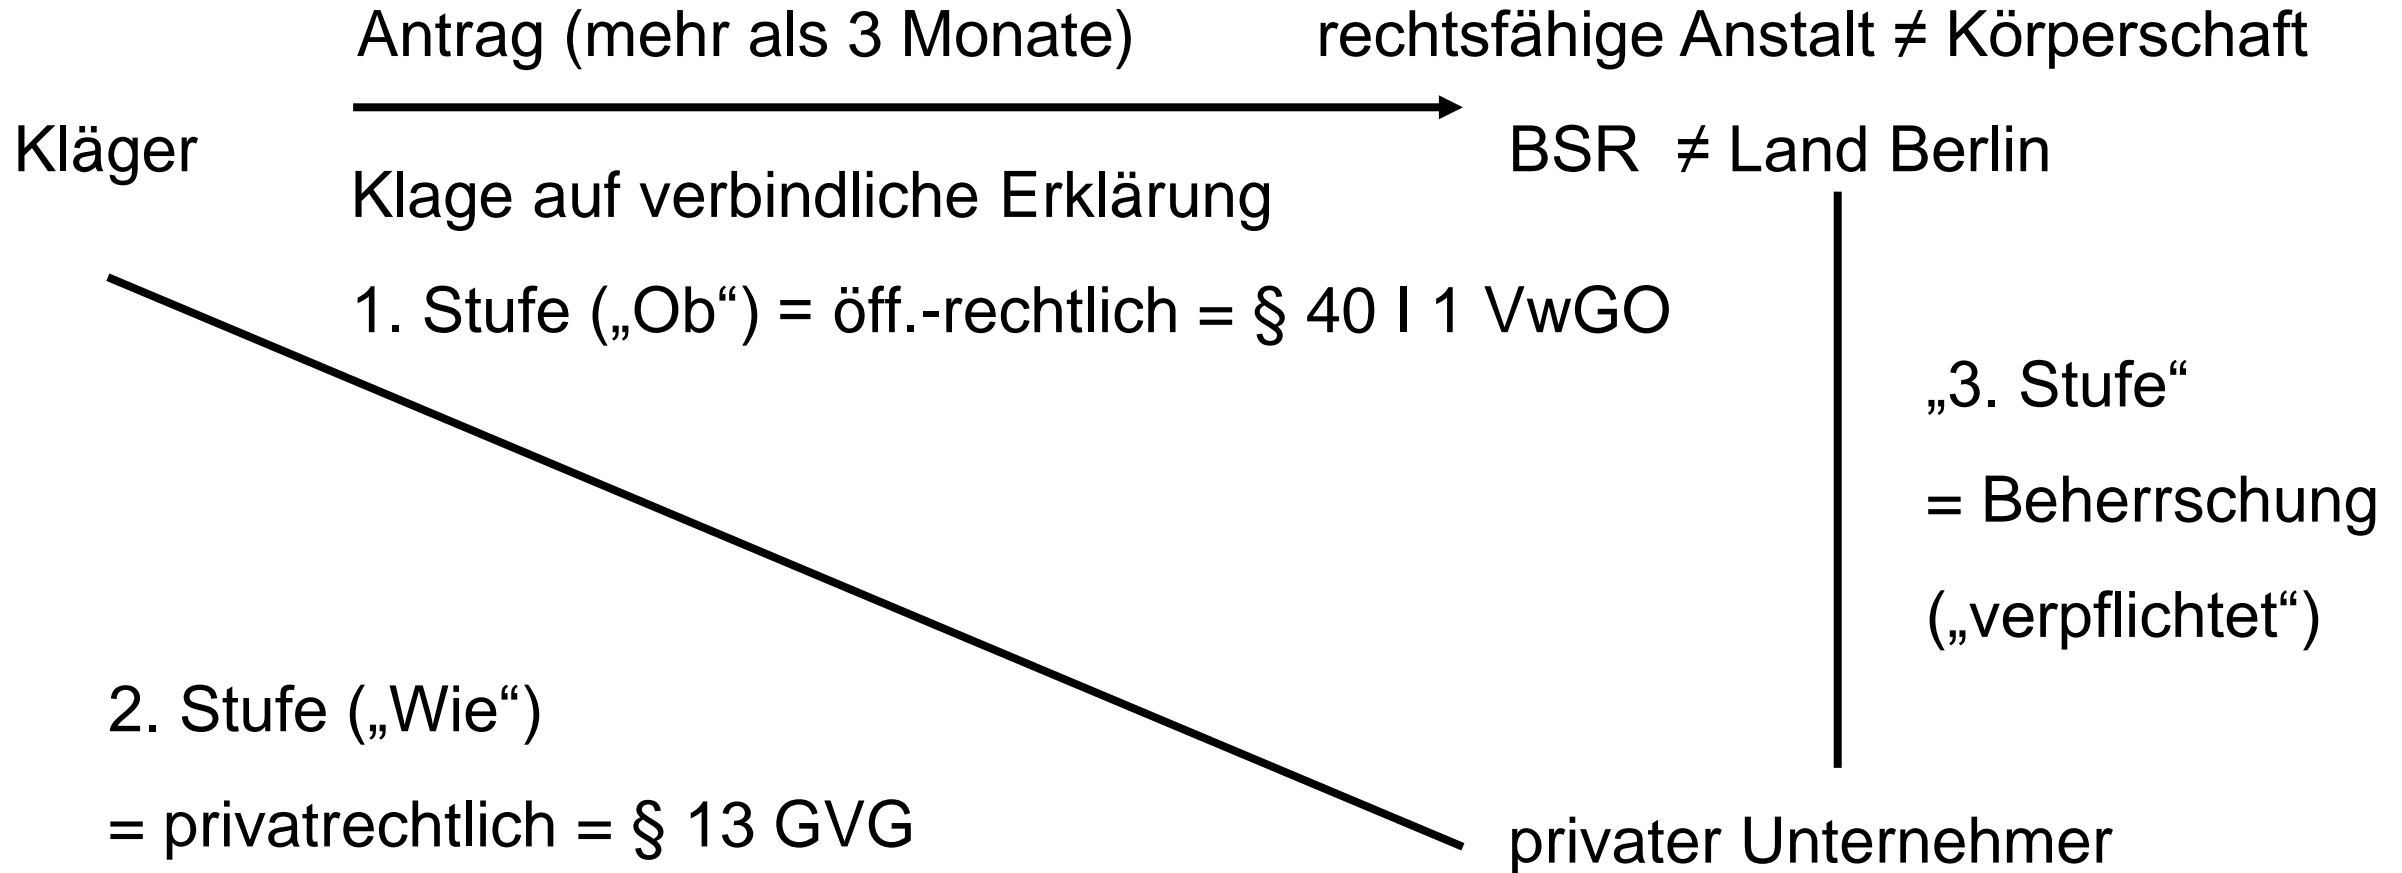 Antrag (mehr als 3 Monate)
rechtsfähige Anstalt ≠ Körperschaft
Kläger
BSR ≠ Land Berlin
Klage auf verbindliche Erklärung
1. Stufe („Ob“) = öff.-rechtlich = § 40 I 1 VwGO
„3. Stufe“
= Beherrschung
(„verpflichtet“)
2. Stufe („Wie“)
= privatrechtlich = § 13 GVG
privater Unternehmer